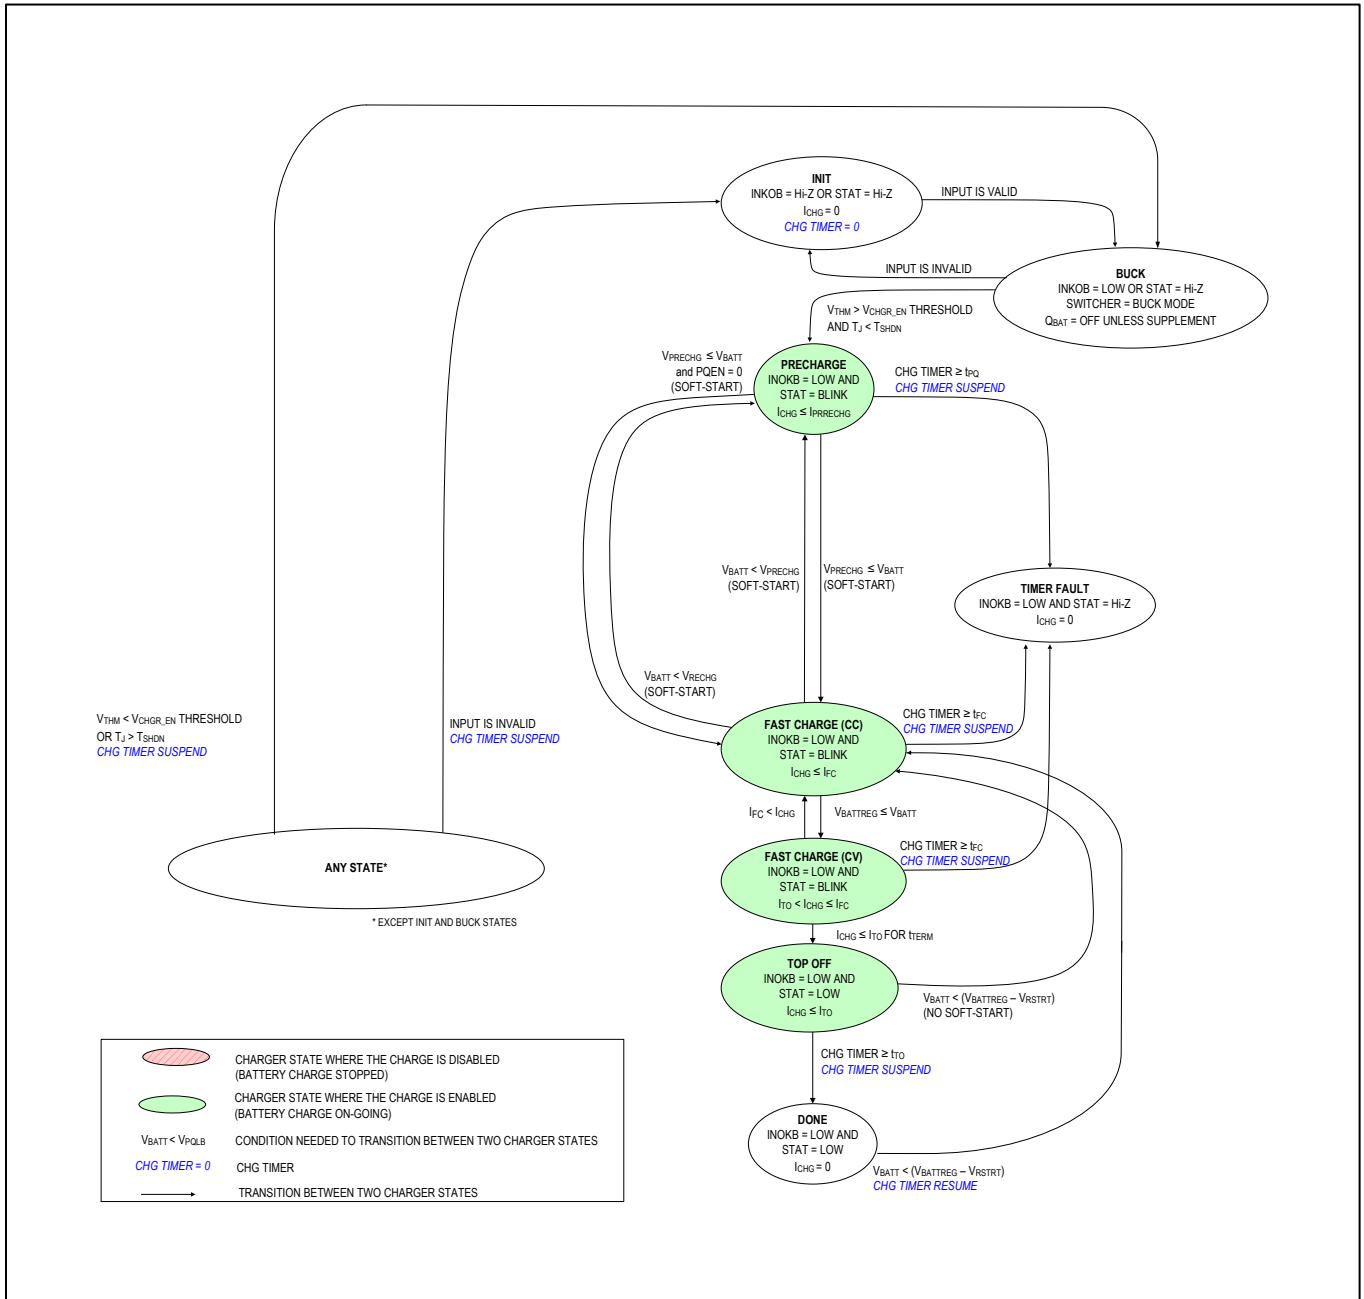 INIT
INKOB = Hi-Z OR STAT = Hi-Z
ICHG = 0
CHG TIMER = 0
INPUT IS VALID
INPUT IS INVALID
BUCK
INKOB = LOW OR STAT = Hi-Z
SWITCHER = BUCK MODE
QBAT = OFF UNLESS SUPPLEMENT
VTHM > VCHGR_EN THRESHOLD
AND TJ < TSHDN
VPRECHG ≤ VBATT
and PQEN = 0
(SOFT-START)
PRECHARGE
INOKB = LOW AND
STAT = BLINK
ICHG ≤ IPRRECHG
CHG TIMER ≥ tPQ
CHG TIMER SUSPEND
VBATT < VPRECHG
(SOFT-START)
VPRECHG ≤ VBATT
(SOFT-START)
TIMER FAULT
INOKB = LOW AND STAT = Hi-Z
ICHG = 0
VBATT < VRECHG
(SOFT-START)
VTHM < VCHGR_EN THRESHOLD
OR TJ > TSHDN
CHG TIMER SUSPEND
INPUT IS INVALID
CHG TIMER SUSPEND
FAST CHARGE (CC)
INOKB = LOW AND
STAT = BLINK
ICHG ≤ IFC
CHG TIMER ≥ tFC
CHG TIMER SUSPEND
IFC < ICHG
VBATTREG ≤ VBATT
FAST CHARGE (CV)
INOKB = LOW AND
STAT = BLINK
ITO < ICHG ≤ IFC
CHG TIMER ≥ tFC
CHG TIMER SUSPEND
ANY STATE*
* EXCEPT INIT AND BUCK STATES
ICHG ≤ ITO FOR tTERM
TOP OFF
INOKB = LOW AND
STAT = LOW
ICHG ≤ ITO
VBATT < (VBATTREG – VRSTRT)
(NO SOFT-START)
CHG TIMER ≥ tTO
CHG TIMER SUSPEND
DONE
INOKB = LOW AND
STAT = LOW
ICHG = 0
VBATT < (VBATTREG – VRSTRT)
CHG TIMER RESUME
CHARGER STATE WHERE THE CHARGE IS DISABLED
(BATTERY CHARGE STOPPED)
CHARGER STATE WHERE THE CHARGE IS ENABLED
(BATTERY CHARGE ON-GOING)
VBATT < VPQLB CONDITION NEEDED TO TRANSITION BETWEEN TWO CHARGER STATES
CHG TIMER = 0 CHG TIMER
TRANSITION BETWEEN TWO CHARGER STATES